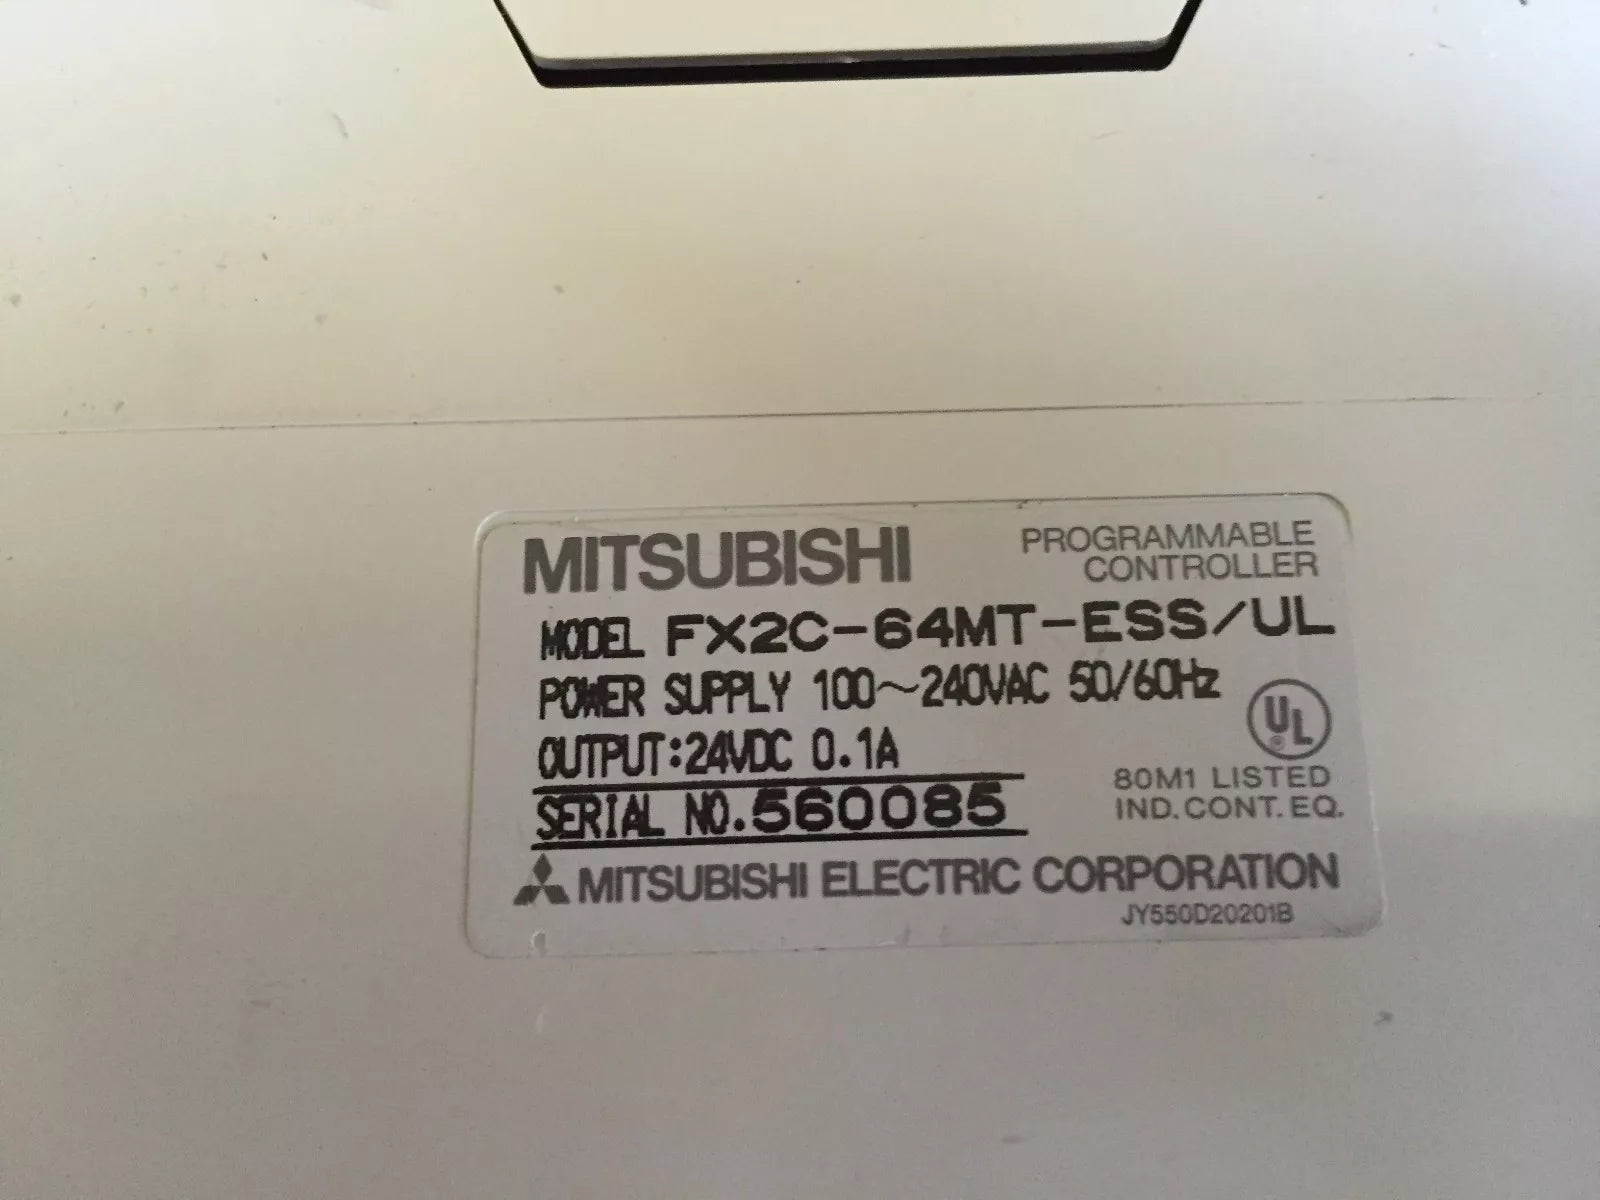 MITSUBISHI
PROGRAMMABLE
CONTROLLER
MODEL FX2C-64MT-ESS/UL
POWER SUPPLY 100~240VAC 50/60Hz
OUTPUT:24VDC 0.1A
SERIAL NO.560085
UL
®
80M1 LISTED
IND.CONT.EQ.
MITSUBISHI ELECTRIC CORPORATION
JY550D20201B